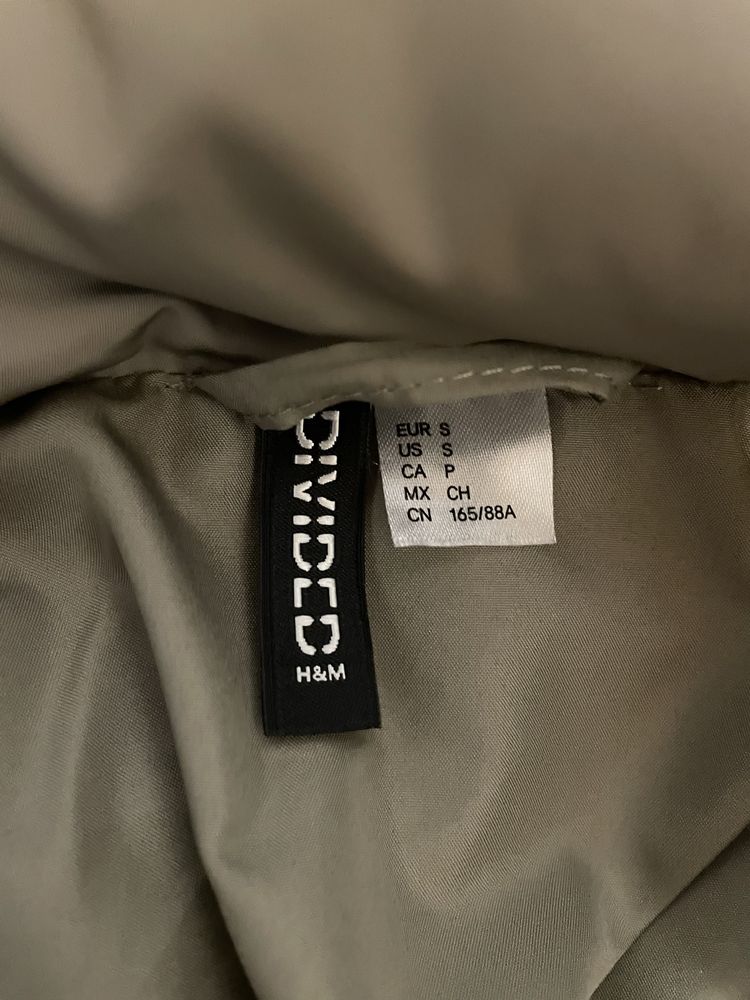 DIVIDED
H&M
EUR S
US S
CA P
MX CH
CN 165/88A